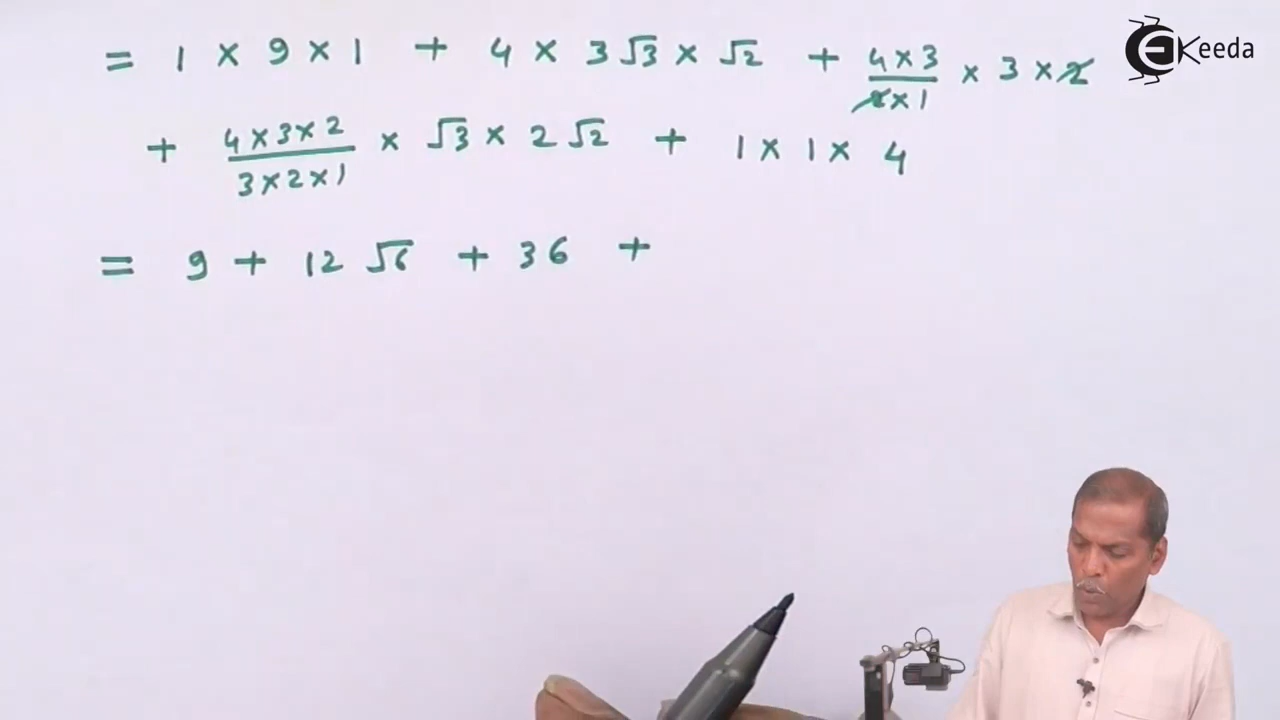 = 1 × 9 × 1 + 4 × 3√3 × √2 + (4×3)/(2×1) × 3 × 2
+ (4×3×2)/(3×2×1) × √3 × 2√2 + 1 × 1 × 4
= 9 + 12√6 + 36 +
EKeeda